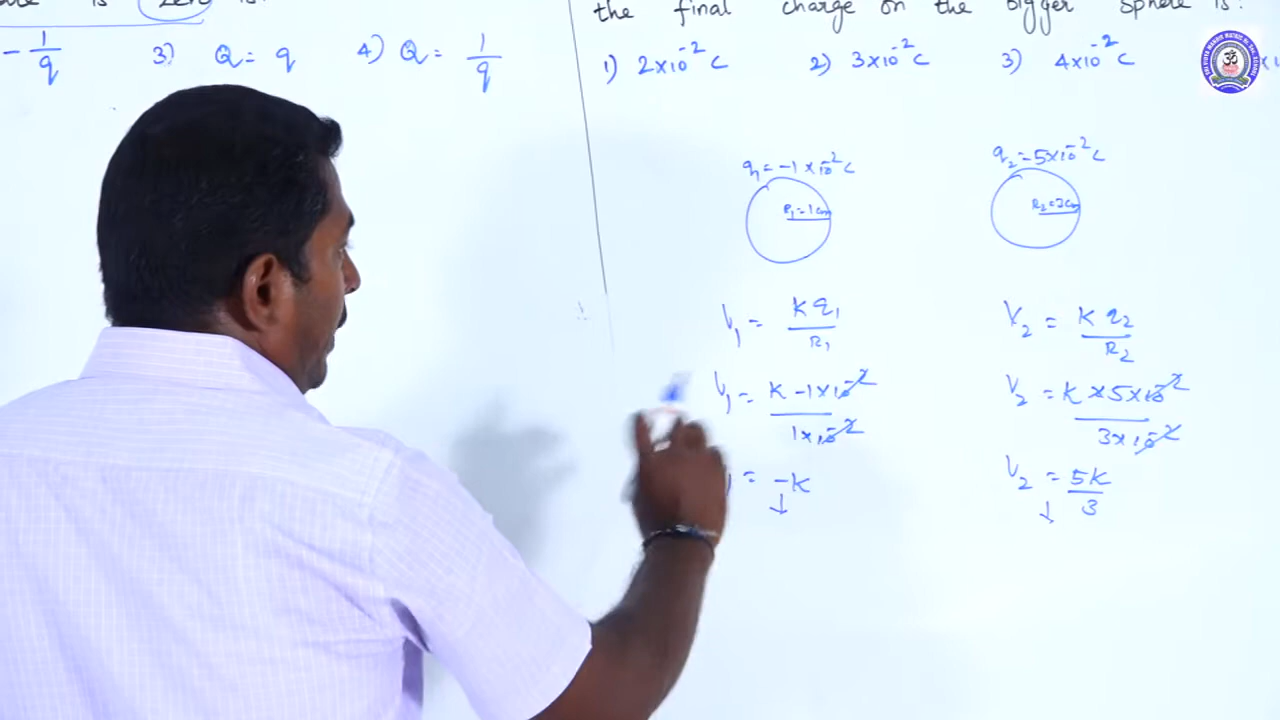 is zero is:
-1/q 3) Q = q 4) Q = 1/q
the final charge on the bigger sphere is:
1) 2×10⁻² C 2) 3×10⁻² C 3) 4×10⁻² C
q₁ = -1×10⁻² C q₂ = 5×10⁻² C
R₁ = 1 cm R₂ = 3 cm
V₁ = K q₁ / R₁ V₂ = K q₂ / R₂
V₁ = K -1×10⁻² / 1×10⁻² V₂ = K × 5×10⁻² / 3×10⁻²
= -K V₂ = 5K / 3